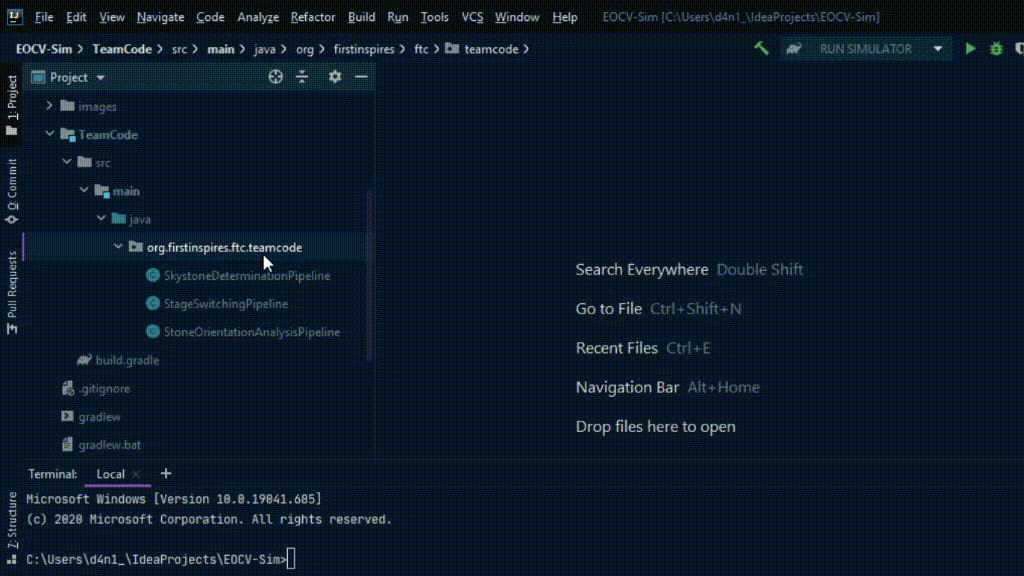 IJ File Edit View Navigate Code Analyze Refactor Build Run Tools VCS Window Help EOCV-Sim [C:\Users\d4n1_\IdeaProjects\EOCV-Sim]
EOCV-Sim TeamCode src main java org firstinspires ftc teamcode RUN SIMULATOR
1: Project
Project
images
TeamCode
src
main
java
org.firstinspires.ftc.teamcode
SkystoneDeterminationPipeline
StageSwitchingPipeline
StoneOrientationAnalysisPipeline
build.gradle
.gitignore
gradlew
gradlew.bat
0: Commit
Pull Requests
Search Everywhere Double Shift
Go to File Ctrl+Shift+N
Recent Files Ctrl+E
Navigation Bar Alt+Home
Drop files here to open
Terminal: Local × +
Z: Structure
Microsoft Windows [Version 10.0.19041.685]
(c) 2020 Microsoft Corporation. All rights reserved.
C:\Users\d4n1_\IdeaProjects\EOCV-Sim>